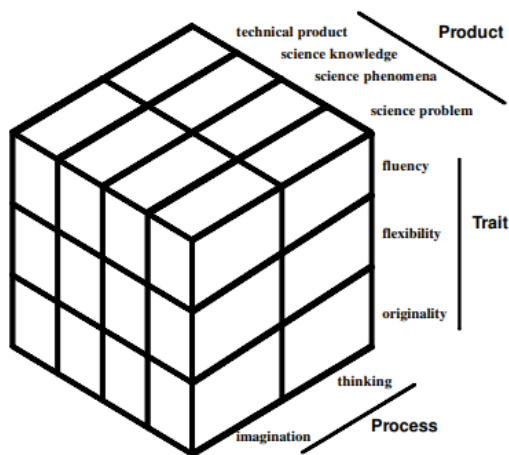 technical product
Product
science knowledge
science phenomena
science problem
fluency
flexibility
Trait
originality
thinking
Process
imagination